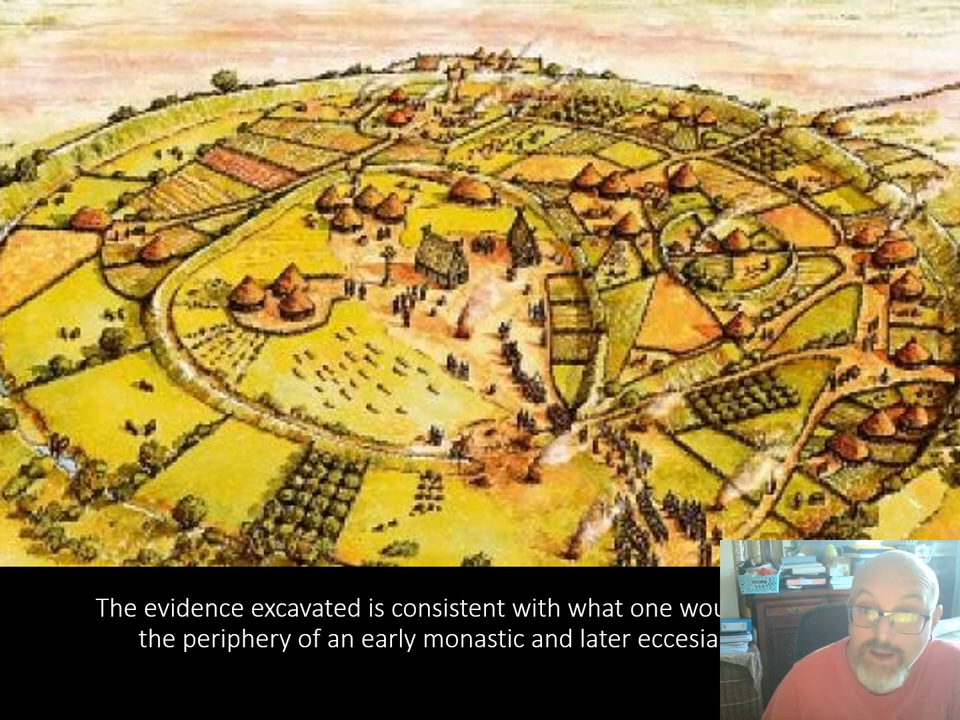 The evidence excavated is consistent with what one wou
the periphery of an early monastic and later eccesia